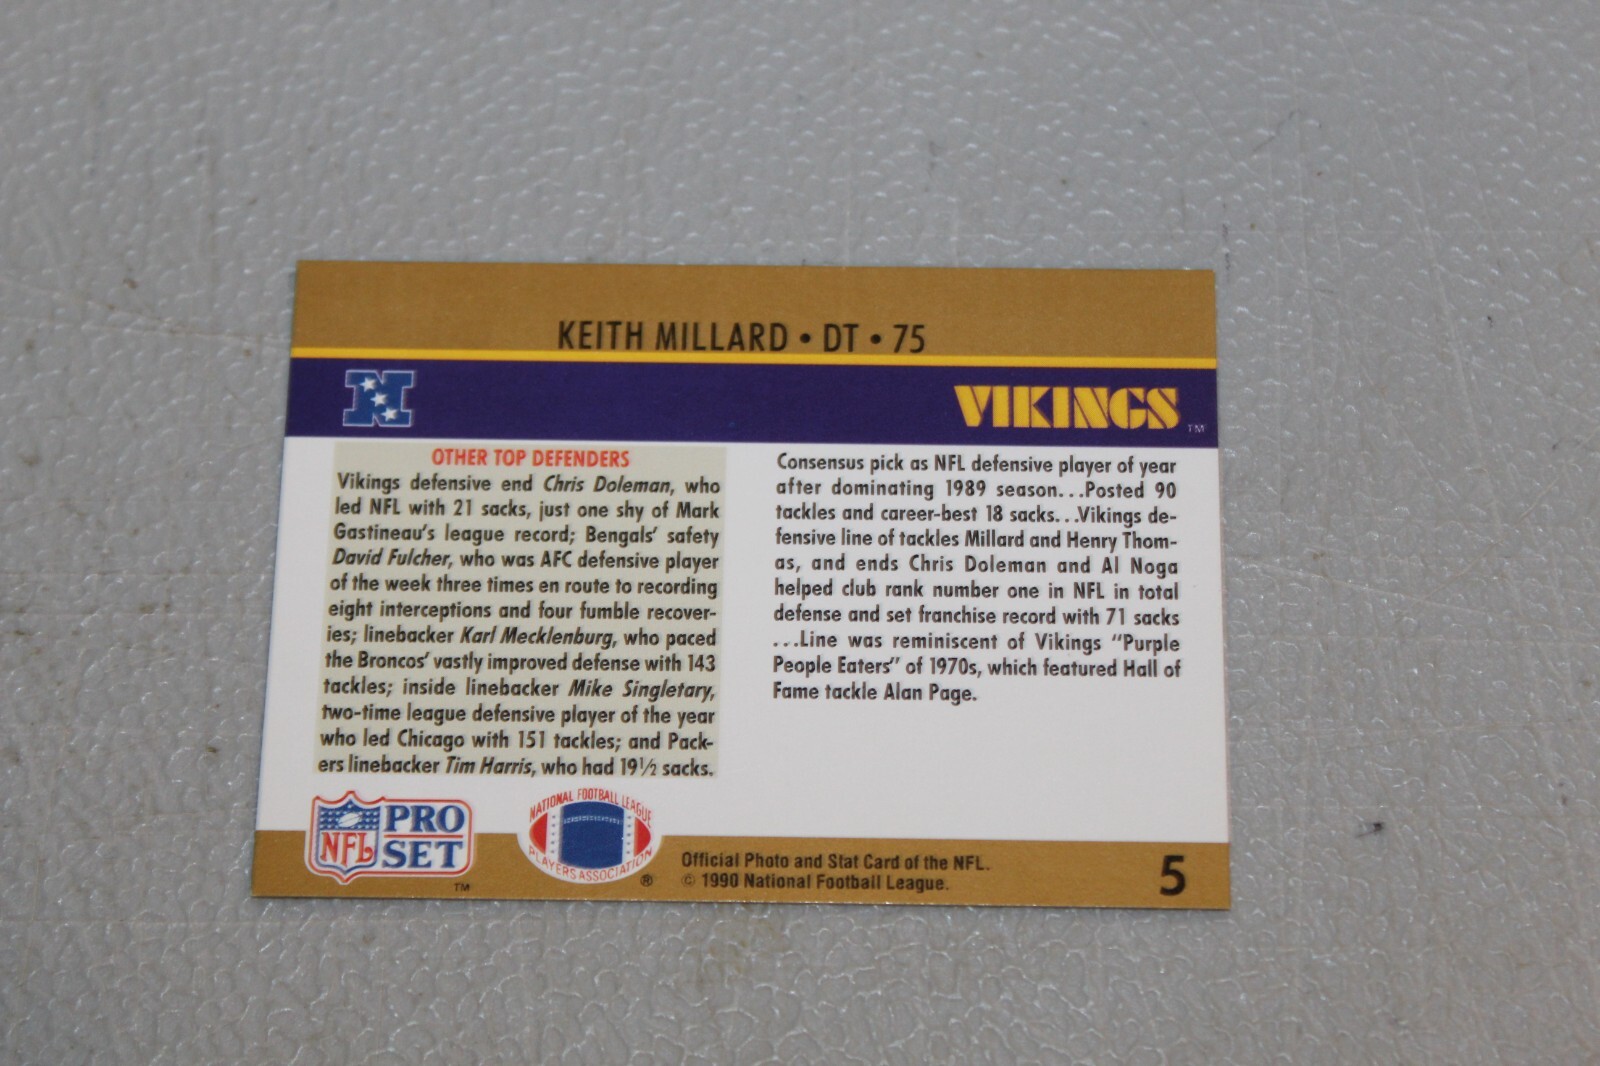 KEITH MILLARD • DT • 75
N
VIKINGS
TM
OTHER TOP DEFENDERS
Vikings defensive end Chris Doleman, who
led NFL with 21 sacks, just one shy of Mark
Gastineau's league record; Bengals' safety
David Fulcher, who was AFC defensive player
of the week three times en route to recording
eight interceptions and four fumble recover-
ies; linebacker Karl Mecklenburg, who paced
the Broncos' vastly improved defense with 143
tackles; inside linebacker Mike Singletary,
two-time league defensive player of the year
who led Chicago with 151 tackles; and Pack-
ers linebacker Tim Harris, who had 19½ sacks.
Consensus pick as NFL defensive player of year
after dominating 1989 season...Posted 90
tackles and career-best 18 sacks...Vikings de-
fensive line of tackles Millard and Henry Thom-
as, and ends Chris Doleman and Al Noga
helped club rank number one in NFL in total
defense and set franchise record with 71 sacks
...Line was reminiscent of Vikings "Purple
People Eaters" of 1970s, which featured Hall of
Fame tackle Alan Page.
NFL
PRO
SET
TM
NATIONAL FOOTBALL LEAGUE
PLAYERS ASSOCIATION
®
Official Photo and Stat Card of the NFL.
© 1990 National Football League.
5